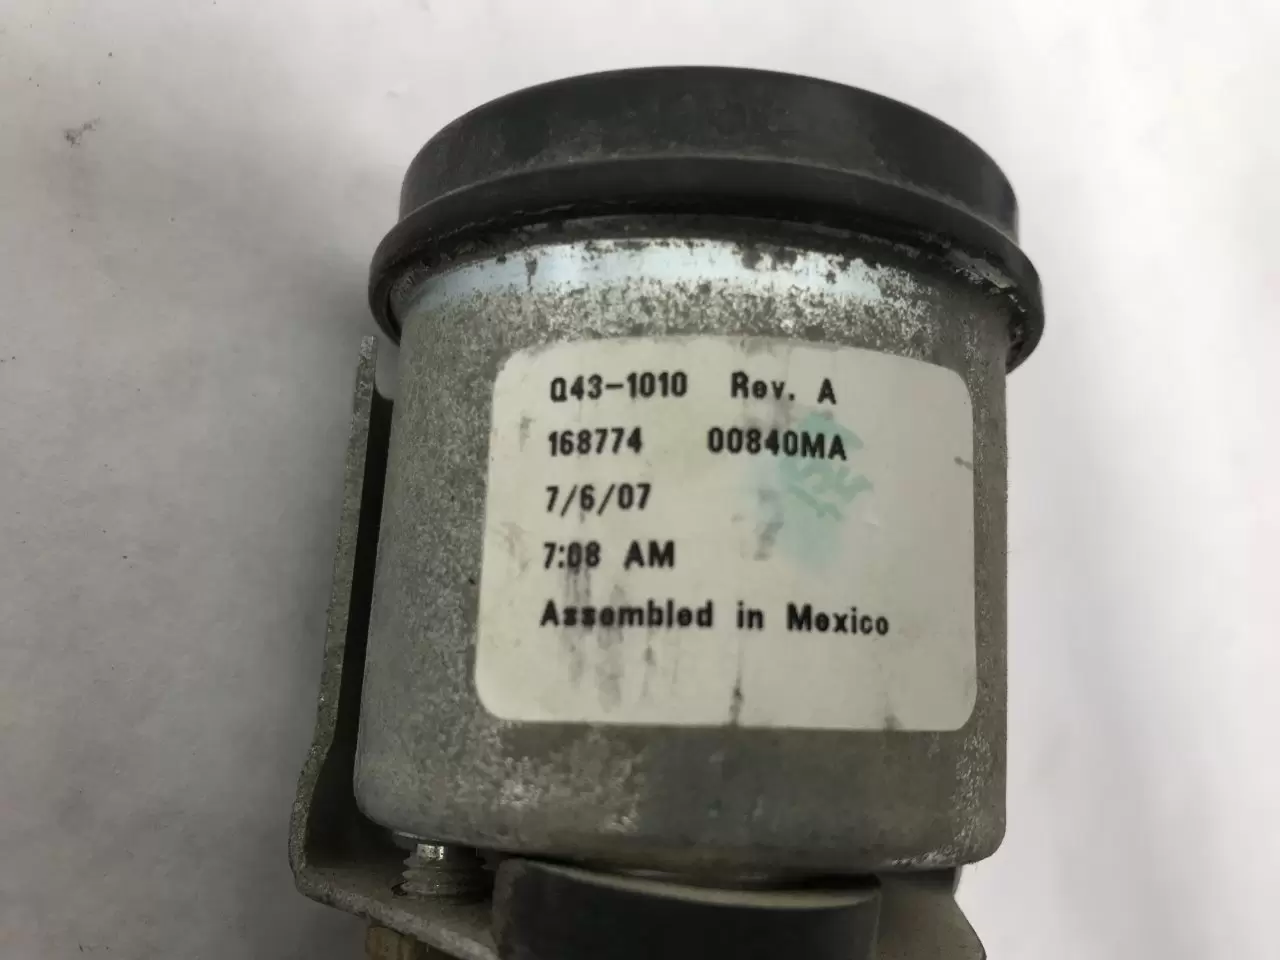 Q43-1010 Rev. A
168774 00840MA
7/6/07
7:08 AM
Assembled in Mexico